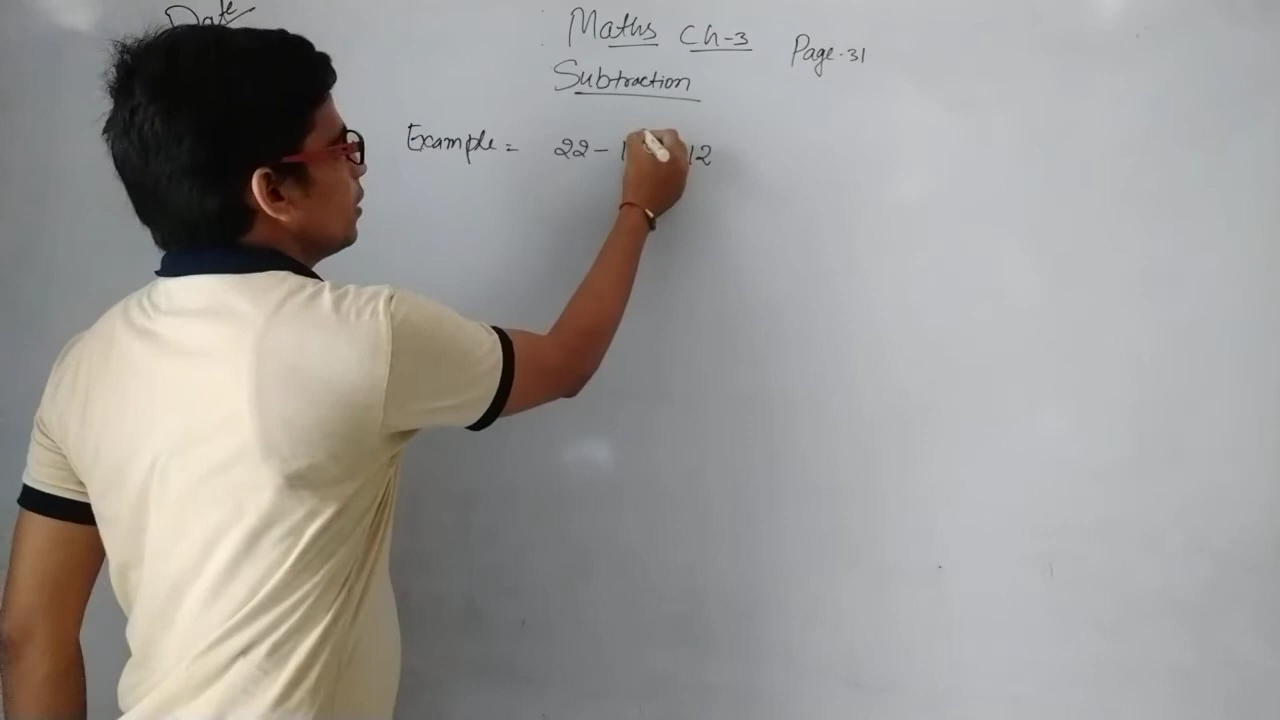 Date
Maths Ch-3 Page-31
Subtraction
Example = 22 - 12